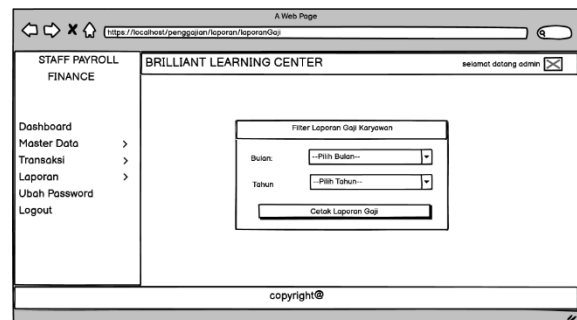 A Web Page
https://localhost/penggajian/laporan/laporanGaji
STAFF PAYROLL
FINANCE
BRILLIANT LEARNING CENTER
selamat datang admin
Dashboard
Master Data >
Transaksi >
Laporan >
Ubah Password
Logout
Filter Laporan Gaji Karyawan
Bulan: --Pilih Bulan--
Tahun --Pilih Tahun--
Cetak Laporan Gaji
copyright@